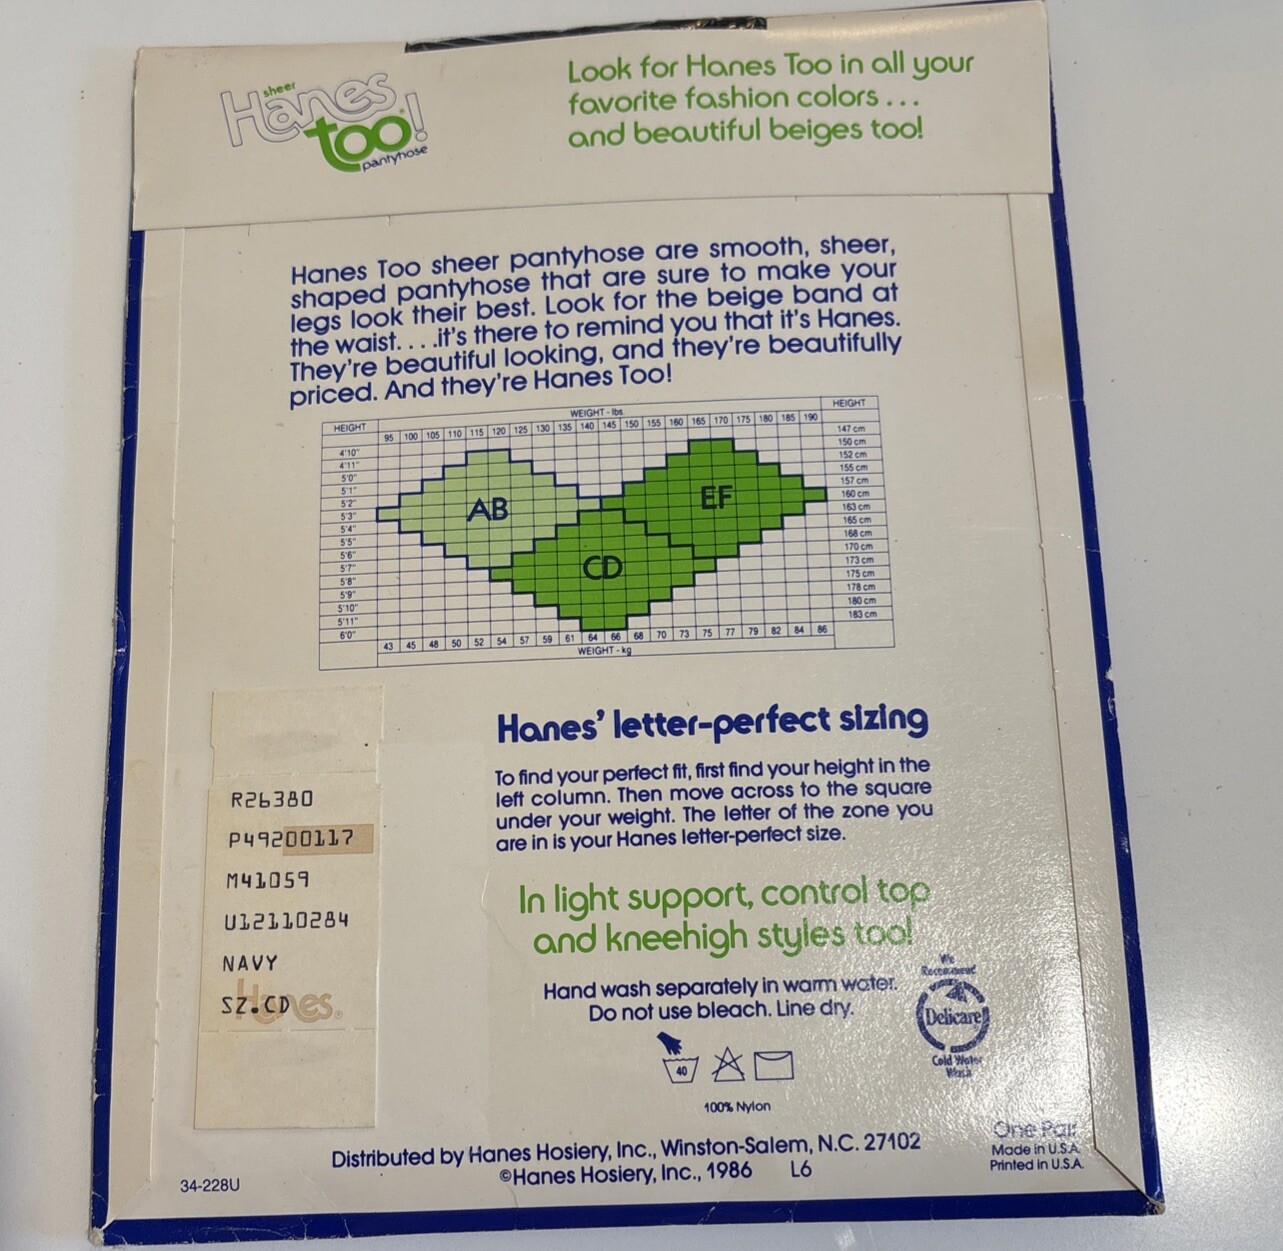 sheer
Hanes
too!
pantyhose
Look for Hanes Too in all your
favorite fashion colors...
and beautiful beiges too!
Hanes Too sheer pantyhose are smooth, sheer,
shaped pantyhose that are sure to make your
legs look their best. Look for the beige band at
the waist....it's there to remind you that it's Hanes.
They're beautiful looking, and they're beautifully
priced. And they're Hanes Too!
WEIGHT - lbs
HEIGHT 95 100 105 110 115 120 125 130 135 140 145 150 155 160 165 170 175 180 185 190 HEIGHT
147 cm
4'10" 150 cm
4'11" 152 cm
5'0" 155 cm
5'1" 157 cm
5'2" 160 cm
5'3" 163 cm
5'4" 165 cm
5'5" 168 cm
5'6" 170 cm
5'7" 173 cm
5'8" 175 cm
5'9" 178 cm
5'10" 180 cm
5'11" 183 cm
6'0"
AB
EF
CD
43 45 48 50 52 54 57 59 61 64 66 68 70 73 75 77 79 82 84 86
WEIGHT - kg
Hanes' letter-perfect sizing
To find your perfect fit, first find your height in the
left column. Then move across to the square
under your weight. The letter of the zone you
are in is your Hanes letter-perfect size.
R26380
P49200117
M41059
U12110284
NAVY
SZ.CD
Hanes®
In light support, control top
and kneehigh styles too!
Hand wash separately in warm water.
Do not use bleach. Line dry.
40
100% Nylon
We
Recommend
Delicare
Cold Water
Wash
One Pair
Made in U.S.A.
Printed in U.S.A.
Distributed by Hanes Hosiery, Inc., Winston-Salem, N.C. 27102
©Hanes Hosiery, Inc., 1986 L6
34-228U